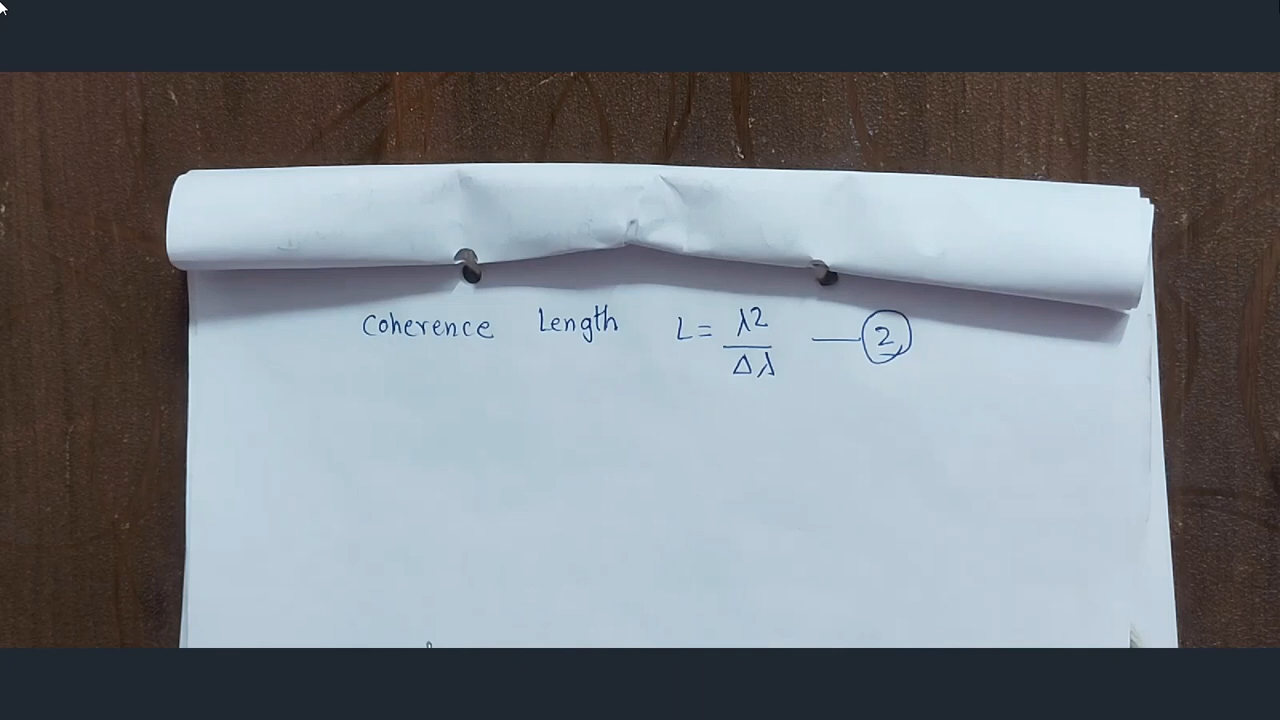 Coherence Length L = λ2/Δλ — ②